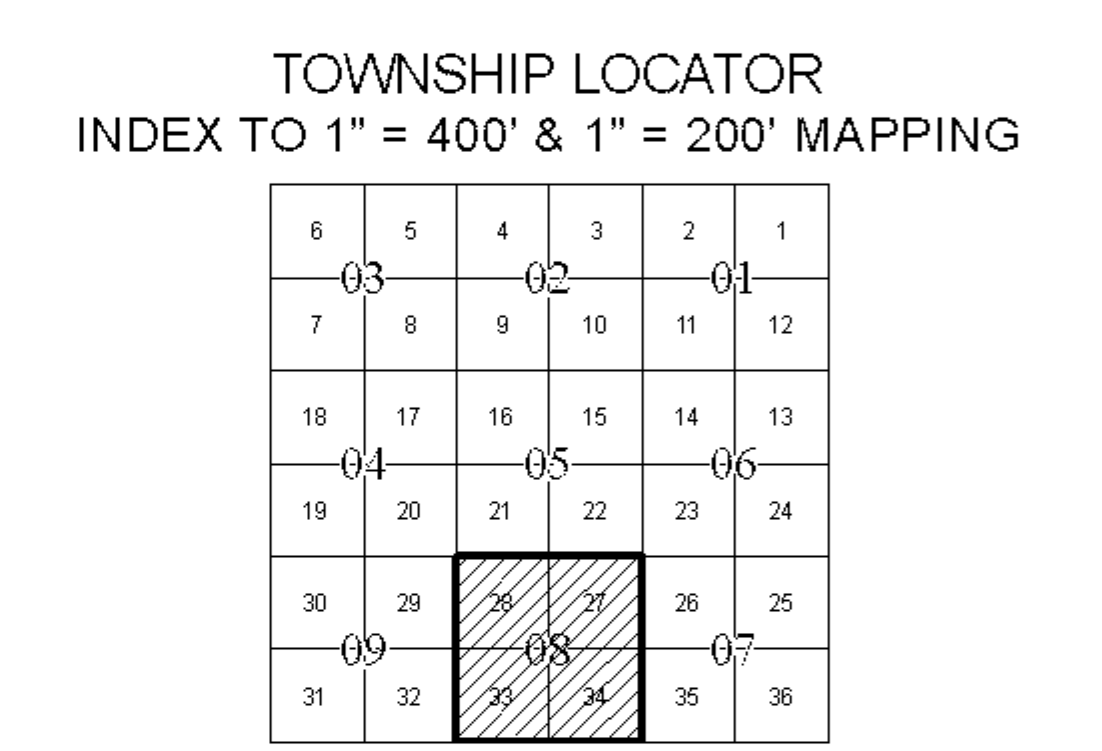 TOWNSHIP LOCATOR
INDEX TO 1” = 400’ & 1” = 200’ MAPPING
6 5 4 3 2 1
03 02 01
7 8 9 10 11 12
18 17 16 15 14 13
04 05 06
19 20 21 22 23 24
30 29 28 27 26 25
09 08 07
31 32 33 34 35 36